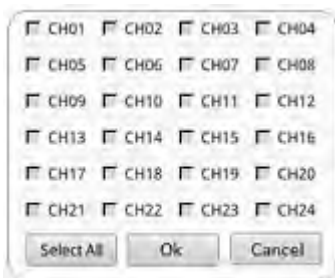 CH01 CH02 CH03 CH04
CH05 CH06 CH07 CH08
CH09 CH10 CH11 CH12
CH13 CH14 CH15 CH16
CH17 CH18 CH19 CH20
CH21 CH22 CH23 CH24
Select All Ok Cancel